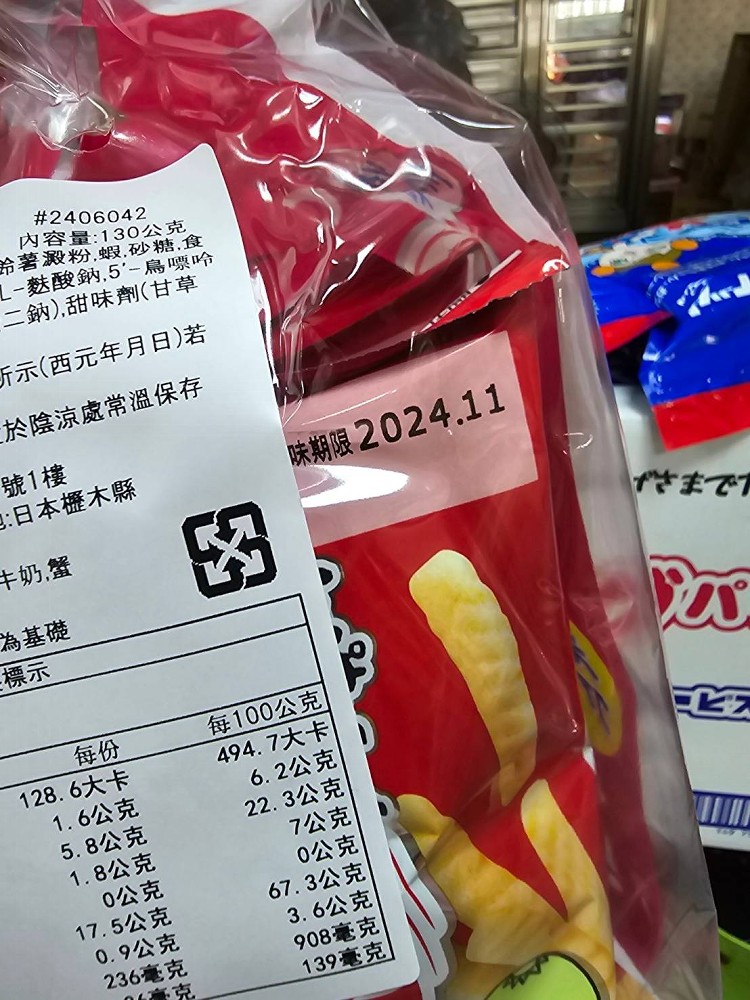 #2406042
內容量:130公克
鈴薯澱粉,蝦,砂糖,食
L-麩酸鈉,5'-鳥嘌呤
二鈉),甜味劑(甘草
所示(西元年月日)若
於陰涼處常溫保存
號1樓
:日本櫪木縣
牛奶,蟹
為基礎
標示
每份 每100公克
128.6大卡 494.7大卡
1.6公克 6.2公克
5.8公克 22.3公克
1.8公克 7公克
0公克 0公克
17.5公克 67.3公克
0.9公克 3.6公克
236毫克 908毫克
36毫克 139毫克
味期限 2024.11
げさまで
パ